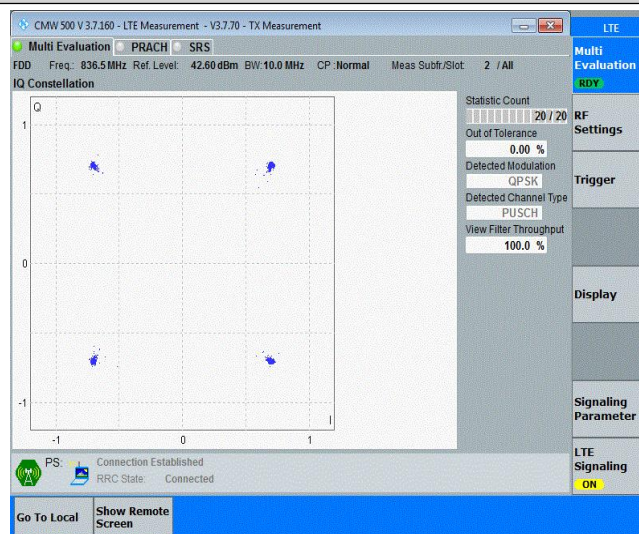 CMW 500 V 3.7.160 - LTE Measurement - V3.7.70 - TX Measurement
LTE
Multi Evaluation PRACH SRS
FDD Freq.: 836.5 MHz Ref. Level: 42.60 dBm BW: 10.0 MHz CP :Normal Meas Subfr./Slot: 2 / All
IQ Constellation
Q
1
0
-1
-1 0 1
I
Statistic Count
20 / 20
Out of Tolerance
0.00 %
Detected Modulation
QPSK
Detected Channel Type
PUSCH
View Filter Throughput
100.0 %
Multi
Evaluation
RDY
RF
Settings
Trigger
Display
Signaling
Parameter
LTE
Signaling
ON
PS: Connection Established
RRC State: Connected
Go To Local
Show Remote
Screen